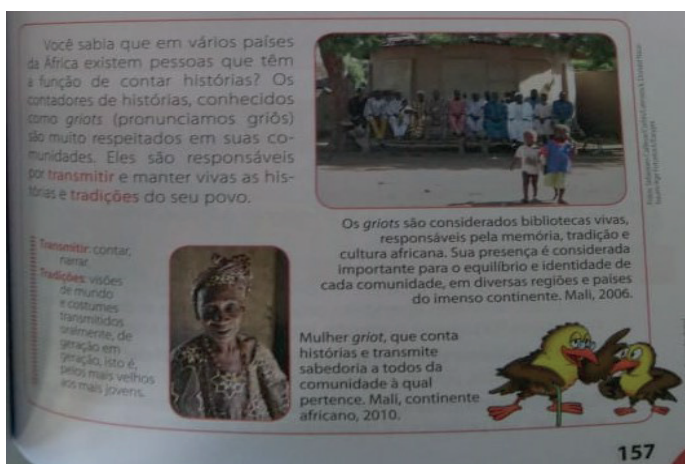 Você sabia que em vários países
da África existem pessoas que têm
a função de contar histórias? Os
contadores de histórias, conhecidos
como griots (pronunciamos griôs)
são muito respeitados em suas co-
munidades. Eles são responsáveis
por transmitir e manter vivas as his-
tórias e tradições do seu povo.
Os griots são considerados bibliotecas vivas,
responsáveis pela memória, tradição e
cultura africana. Sua presença é considerada
importante para o equilíbrio e identidade de
cada comunidade, em diversas regiões e países
do imenso continente. Mali, 2006.
Transmitir: contar,
narrar.
Tradições: visões
de mundo
e costumes
transmitidos
oralmente, de
geração em
geração, isto é,
pelos mais velhos
aos mais jovens.
Mulher griot, que conta
histórias e transmite
sabedoria a todos da
comunidade à qual
pertence. Mali, continente
africano, 2010.
157